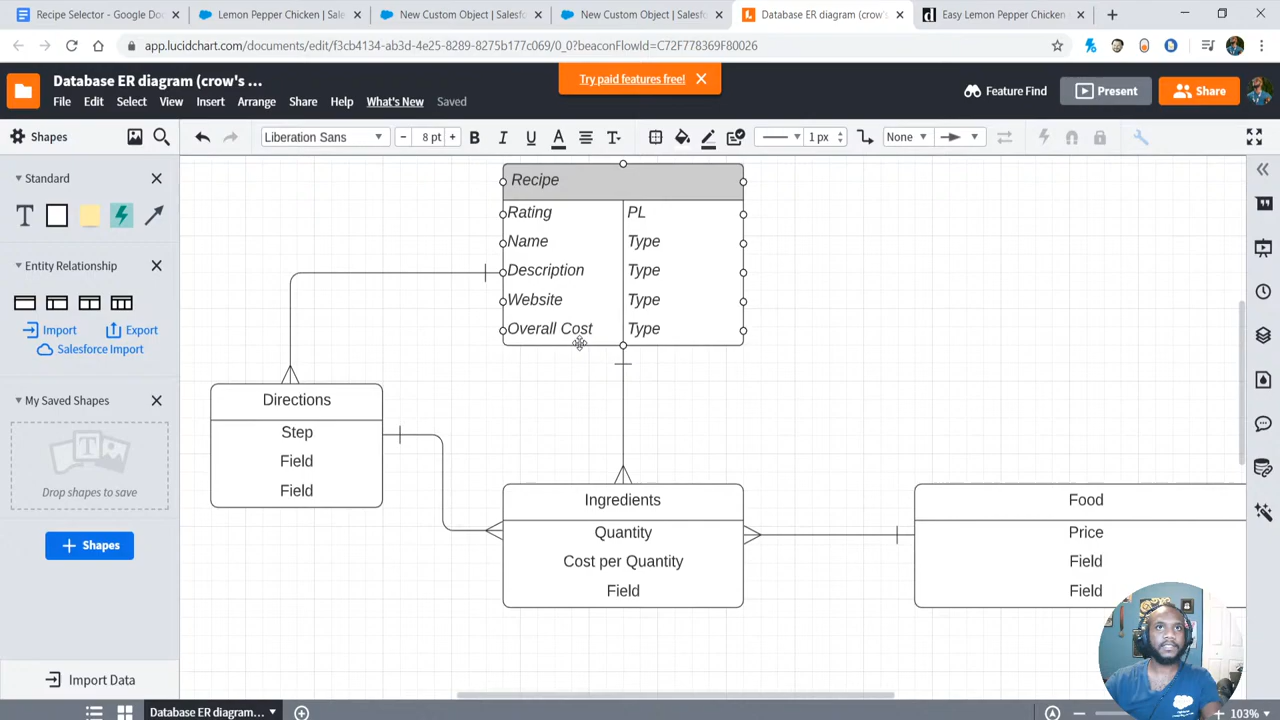 Recipe Selector - Google Doc
Lemon Pepper Chicken | Sale
New Custom Object | Salesfo
New Custom Object | Salesfo
Database ER diagram (crow's
Easy Lemon Pepper Chicken
app.lucidchart.com/documents/edit/f3cb4134-ab3d-4e25-8289-8275bf77c069/0_0?beaconFlowId=C72F778369F80026
Database ER diagram (crow's ...
Try paid features free!
File Edit Select View Insert Arrange Share Help What's New Saved
Feature Find
Present
Share
Shapes
Liberation Sans
8 pt
B I U A T
1 px
None
Standard
T
Entity Relationship
Import
Export
Salesforce Import
My Saved Shapes
T
Drop shapes to save
+ Shapes
Import Data
Recipe
Rating PL
Name Type
Description Type
Website Type
Overall Cost Type
Directions
Step
Field
Field
Ingredients
Quantity
Cost per Quantity
Field
Food
Price
Field
Field
Database ER diagram...
103%